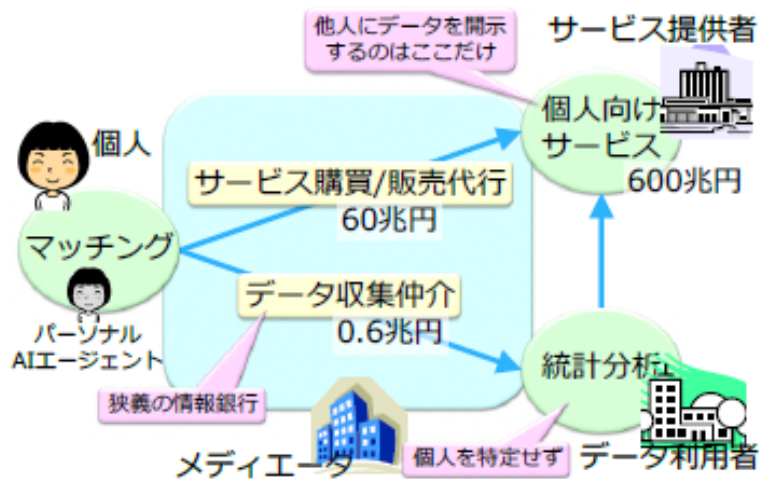 他人にデータを開示
するのはここだけ
サービス提供者
個人
個人向け
サービス
600兆円
サービス購買/販売代行
60兆円
マッチング
データ収集仲介
0.6兆円
パーソナル
AIエージェント
統計分析
狭義の情報銀行
メディエータ
個人を特定せず
データ利用者